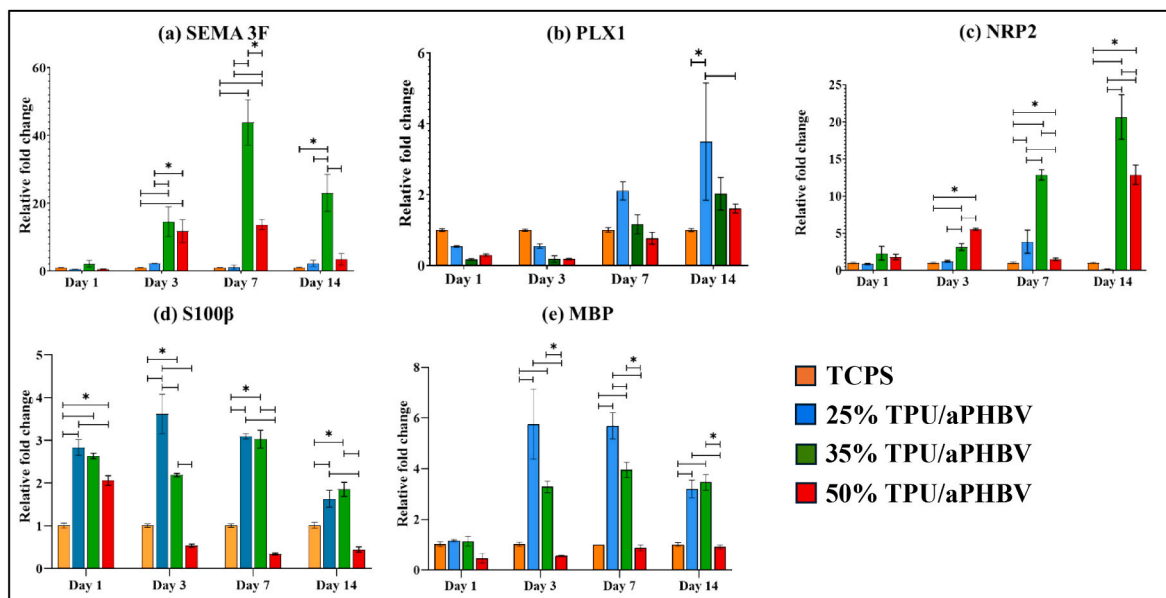 (a) SEMA 3F
Relative fold change
60
40
20
0
*
*
*
Day 1 Day 3 Day 7 Day 14
(b) PLX1
Relative fold change
6
4
2
0
*
Day 1 Day 3 Day 7 Day 14
(c) NRP2
Relative fold change
25
20
15
10
5
0
*
*
*
Day 1 Day 3 Day 7 Day 14
(d) S100β
Relative fold change
5
4
3
2
1
0
*
*
*
*
Day 1 Day 3 Day 7 Day 14
(e) MBP
Relative fold change
8
6
4
2
0
*
*
*
Day 1 Day 3 Day 7 Day 14
TCPS
25% TPU/aPHBV
35% TPU/aPHBV
50% TPU/aPHBV